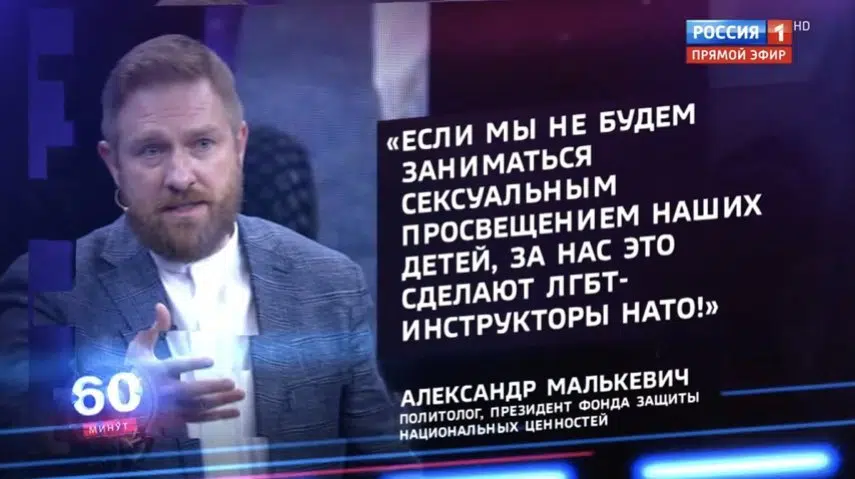 РОССИЯ 1 HD
ПРЯМОЙ ЭФИР
«ЕСЛИ МЫ НЕ БУДЕМ
ЗАНИМАТЬСЯ
СЕКСУАЛЬНЫМ
ПРОСВЕЩЕНИЕМ НАШИХ
ДЕТЕЙ, ЗА НАС ЭТО
СДЕЛАЮТ ЛГБТ-
ИНСТРУКТОРЫ НАТО!»
АЛЕКСАНДР МАЛЬКЕВИЧ
ПОЛИТОЛОГ, ПРЕЗИДЕНТ ФОНДА ЗАЩИТЫ
НАЦИОНАЛЬНЫХ ЦЕННОСТЕЙ
60
МИНУТ